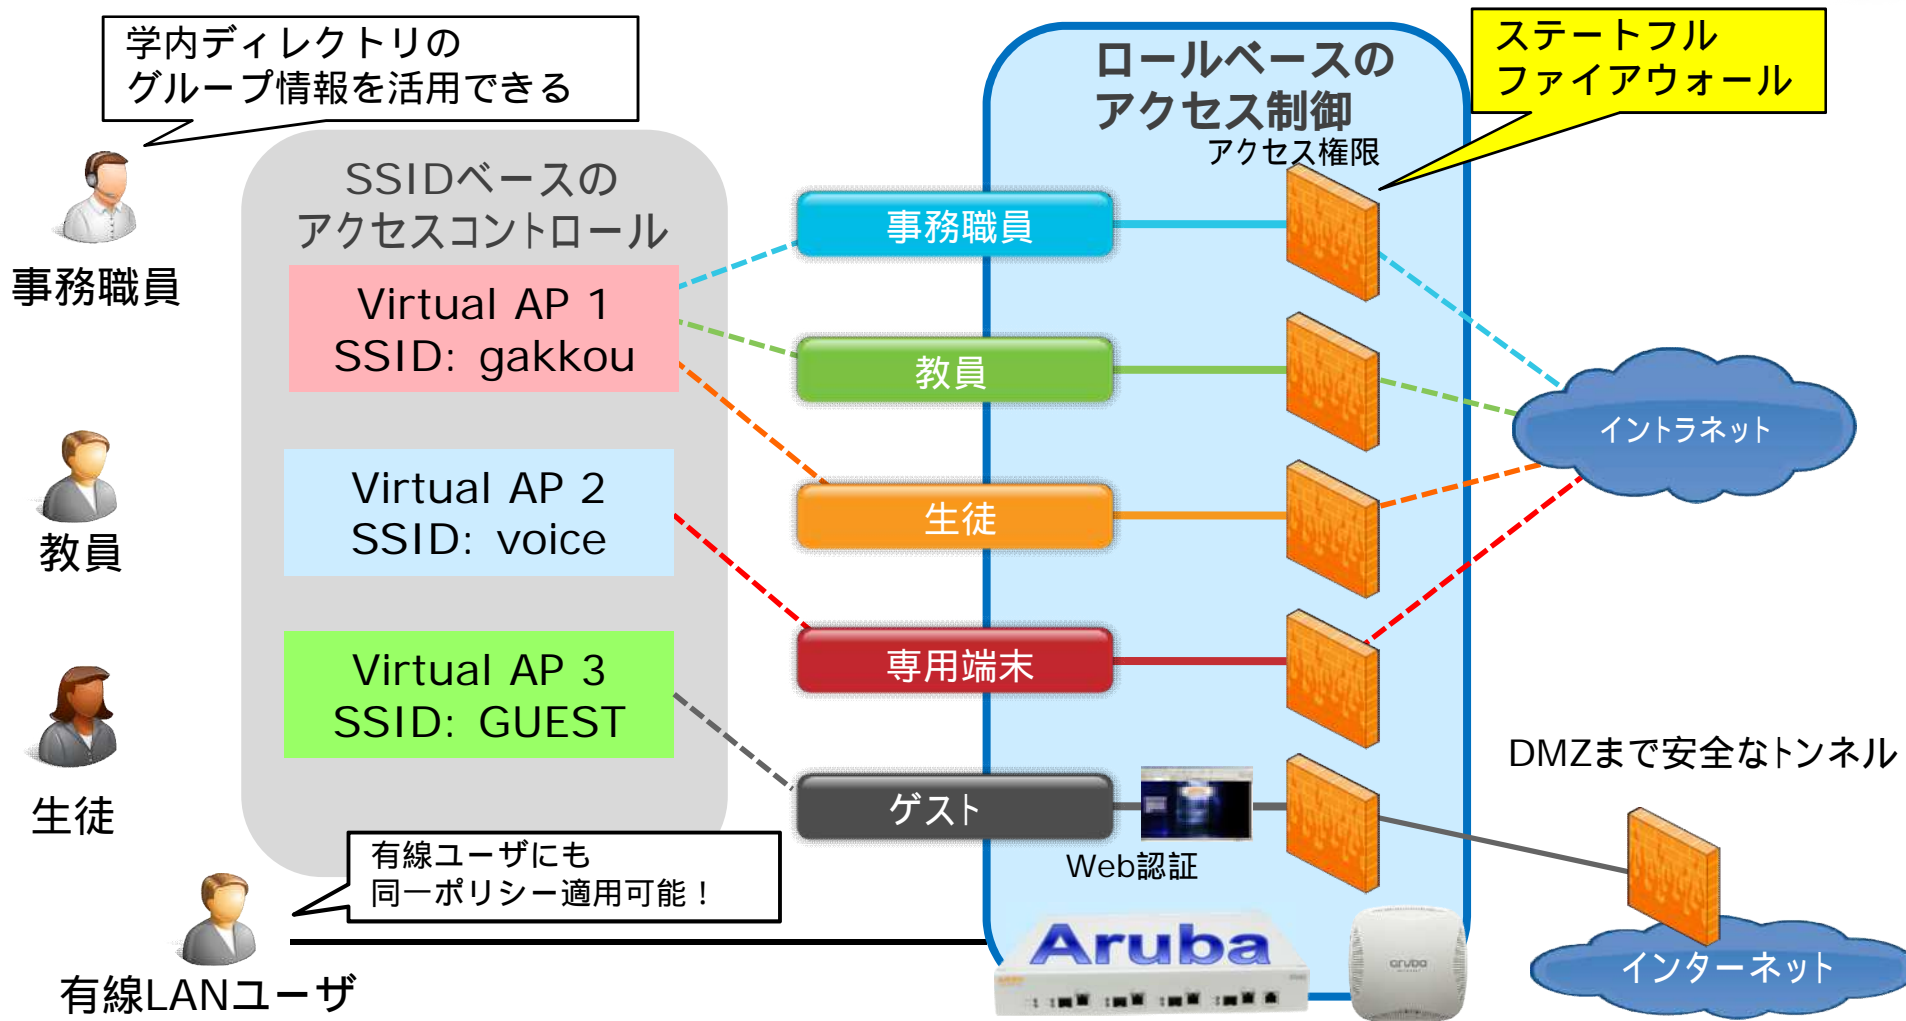 学内ディレクトリの
グループ情報を活用できる
ロールベースの
アクセス制御
アクセス権限
ステートフル
ファイアウォール
SSIDベースの
アクセスコントロール
事務職員
Virtual AP 1
SSID: gakkou
事務職員
教員
イントラネット
Virtual AP 2
SSID: voice
教員
生徒
Virtual AP 3
SSID: GUEST
専用端末
生徒
ゲスト
Web認証
DMZまで安全なトンネル
有線ユーザにも
同一ポリシー適用可能！
有線LANユーザ
Aruba
aruba
インターネット